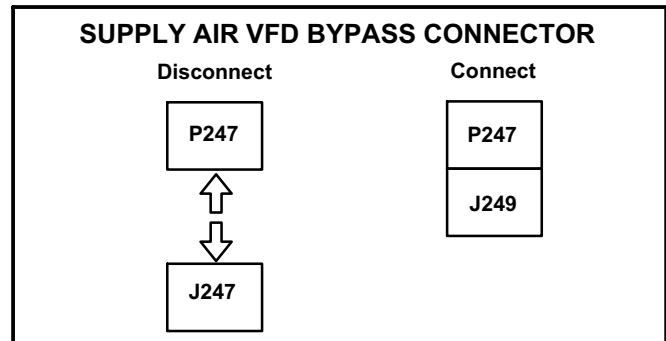 SUPPLY AIR VFD BYPASS CONNECTOR
Disconnect Connect
P247 P247
J249
J247